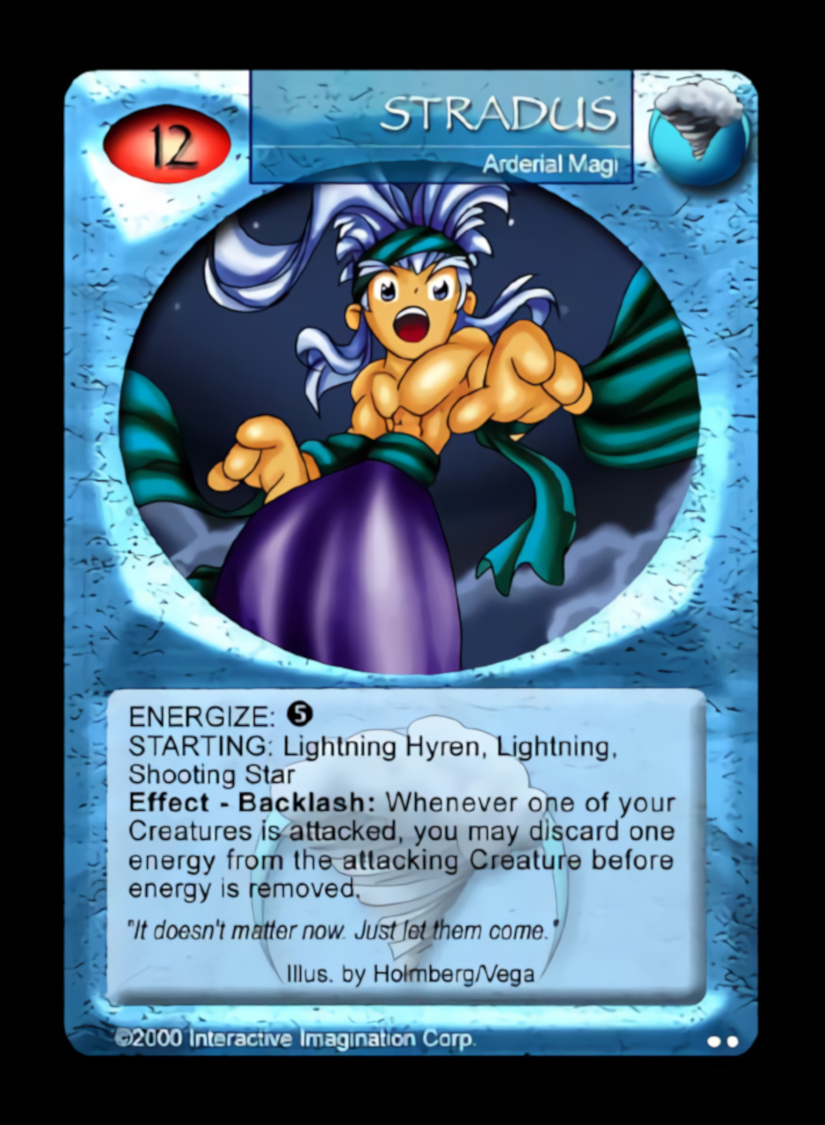 12
STRADUS
Arderial Magi
ENERGIZE: 5
STARTING: Lightning Hyren, Lightning,
Shooting Star
Effect - Backlash: Whenever one of your
Creatures is attacked, you may discard one
energy from the attacking Creature before
energy is removed.
"It doesn't matter now. Just let them come."
Illus. by Holmberg/Vega
©2000 Interactive Imagination Corp.